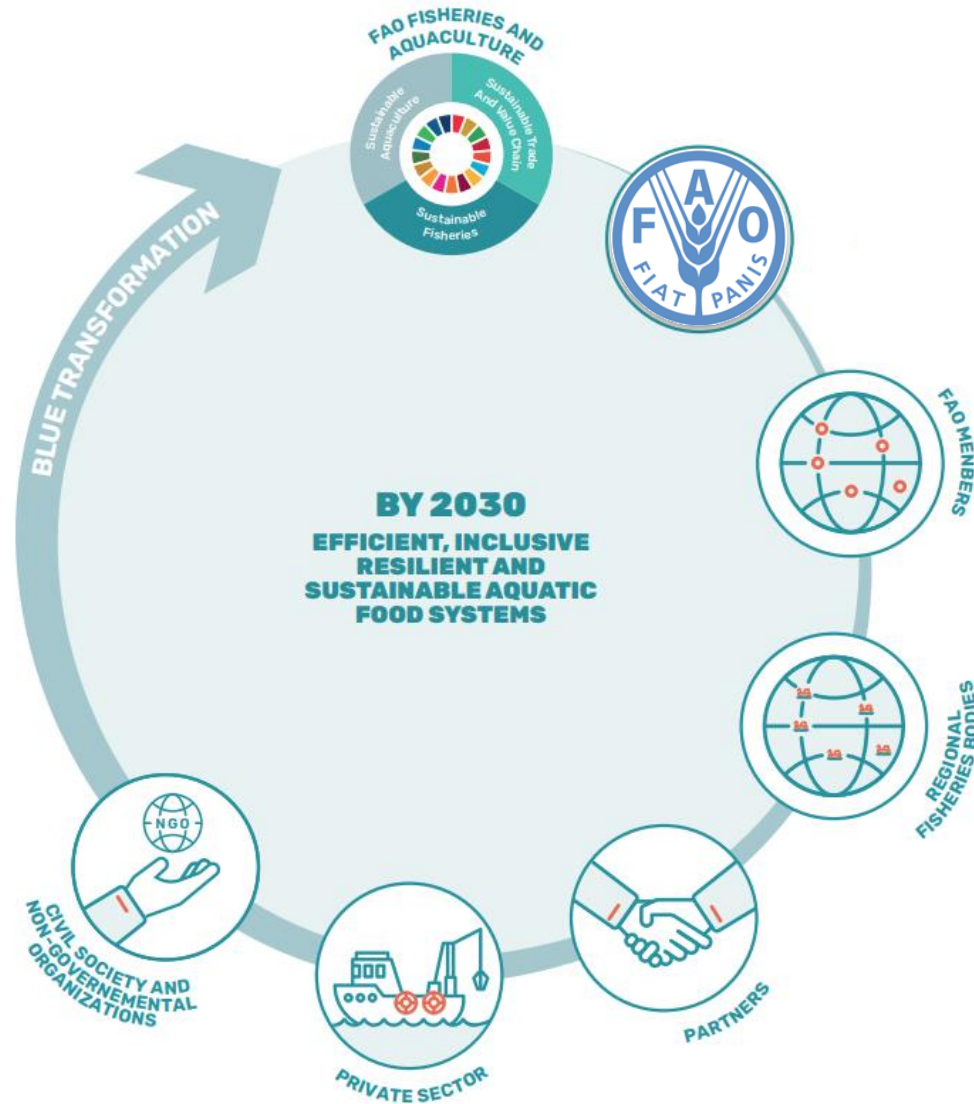 FAO FISHERIES AND
AQUACULTURE
Sustainable
Aquaculture
Sustainable Trade
And Value Chain
Sustainable
Fisheries
F A O
FIAT PANIS
FAO MENBERS
REGIONAL
FISHERIES BODIES
PARTNERS
PRIVATE SECTOR
NGO
CIVIL SOCIETY AND
NON-GOVERNEMENTAL
ORGANIZATIONS
BLUE TRANSFORMATION
BY 2030
EFFICIENT, INCLUSIVE
RESILIENT AND
SUSTAINABLE AQUATIC
FOOD SYSTEMS